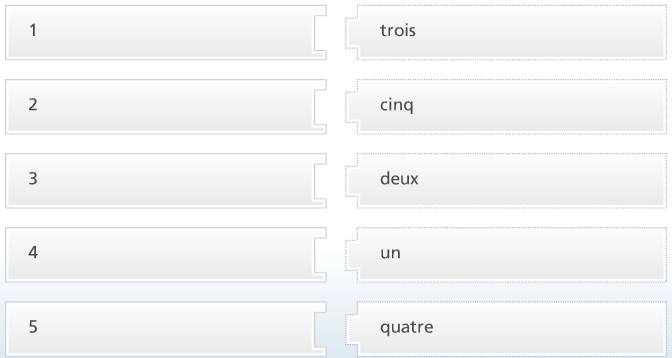 1 trois
2 cinq
3 deux
4 un
5 quatre